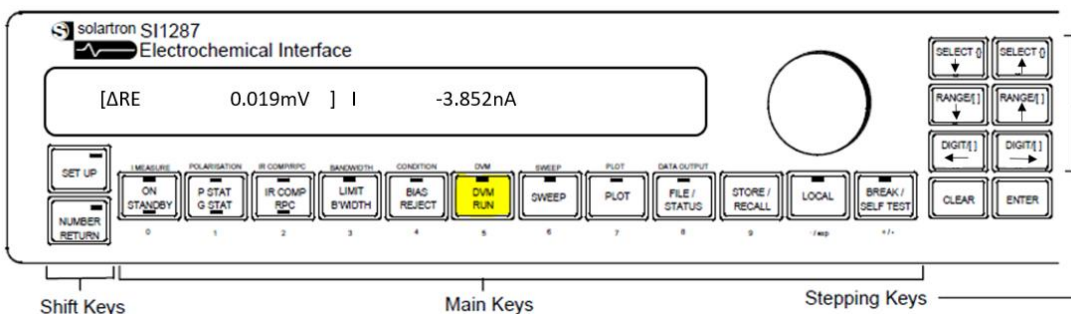 solartron SI1287
Electrochemical Interface
[ΔRE 0.019mV ] I -3.852nA
SELECT {} SELECT {}
RANGE/[ ] RANGE/[ ]
DIGIT/[ ] DIGIT/[ ]
CLEAR ENTER
SET UP
NUMBER
RETURN
I MEASURE POLARISATION IR COMP/RPC BANDWIDTH CONDITION DVM SWEEP PLOT DATA OUTPUT
ON P STAT IR COMP LIMIT BIAS DVM SWEEP PLOT FILE / STORE / LOCAL BREAK /
STANDBY G STAT RPC B'WIDTH REJECT RUN STATUS RECALL SELF TEST
0 1 2 3 4 5 6 7 8 9 ·/exp +/-
Shift Keys Main Keys Stepping Keys